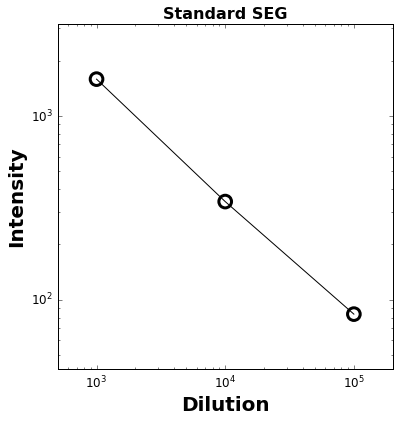 Standard SEG
Intensity
10³
10²
10³ 10⁴ 10⁵
Dilution